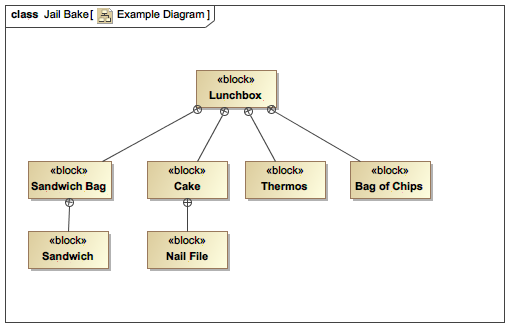 class Jail Bake[ Example Diagram ]
«block»
Lunchbox
«block»
Sandwich Bag
«block»
Cake
«block»
Thermos
«block»
Bag of Chips
«block»
Sandwich
«block»
Nail File